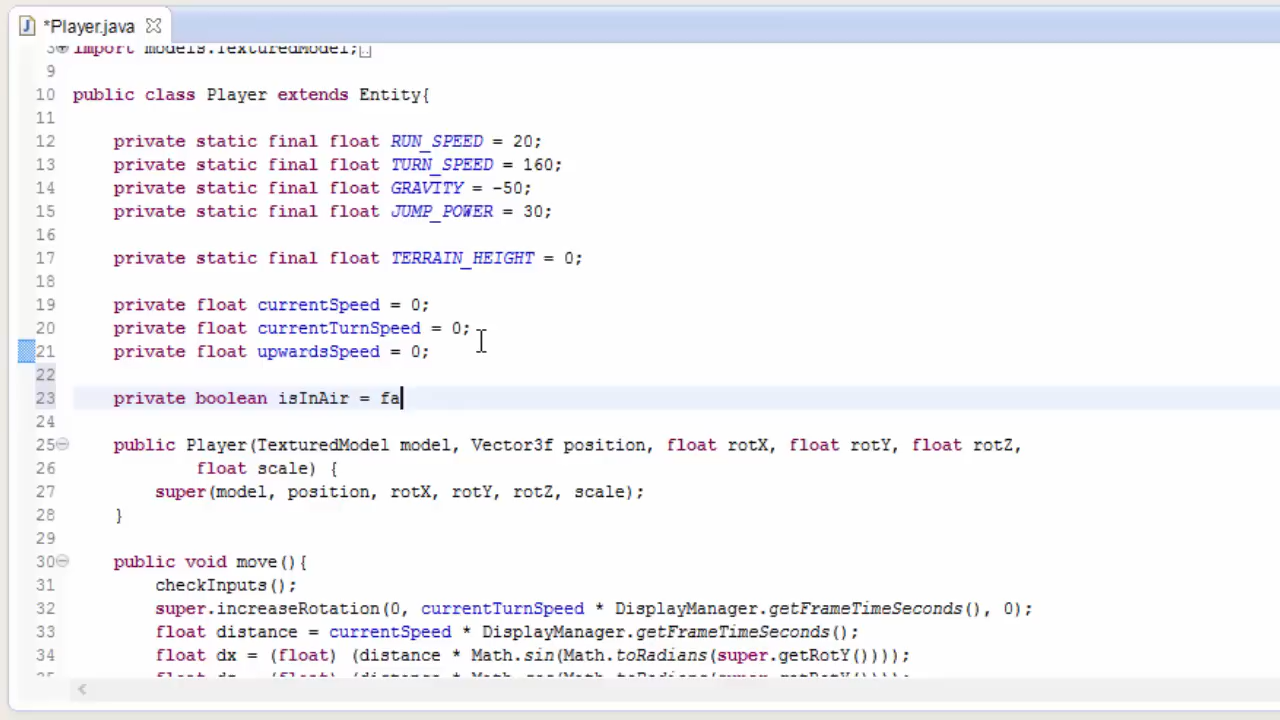 *Player.java
3 import models.TexturedModel;
9
10 public class Player extends Entity{
11
12 private static final float RUN_SPEED = 20;
13 private static final float TURN_SPEED = 160;
14 private static final float GRAVITY = -50;
15 private static final float JUMP_POWER = 30;
16
17 private static final float TERRAIN_HEIGHT = 0;
18
19 private float currentSpeed = 0;
20 private float currentTurnSpeed = 0;
21 private float upwardsSpeed = 0;
22
23 private boolean isInAir = fa
24
25 public Player(TexturedModel model, Vector3f position, float rotX, float rotY, float rotZ,
26 float scale) {
27 super(model, position, rotX, rotY, rotZ, scale);
28 }
29
30 public void move(){
31 checkInputs();
32 super.increaseRotation(0, currentTurnSpeed * DisplayManager.getFrameTimeSeconds(), 0);
33 float distance = currentSpeed * DisplayManager.getFrameTimeSeconds();
34 float dx = (float) (distance * Math.sin(Math.toRadians(super.getRotY())));